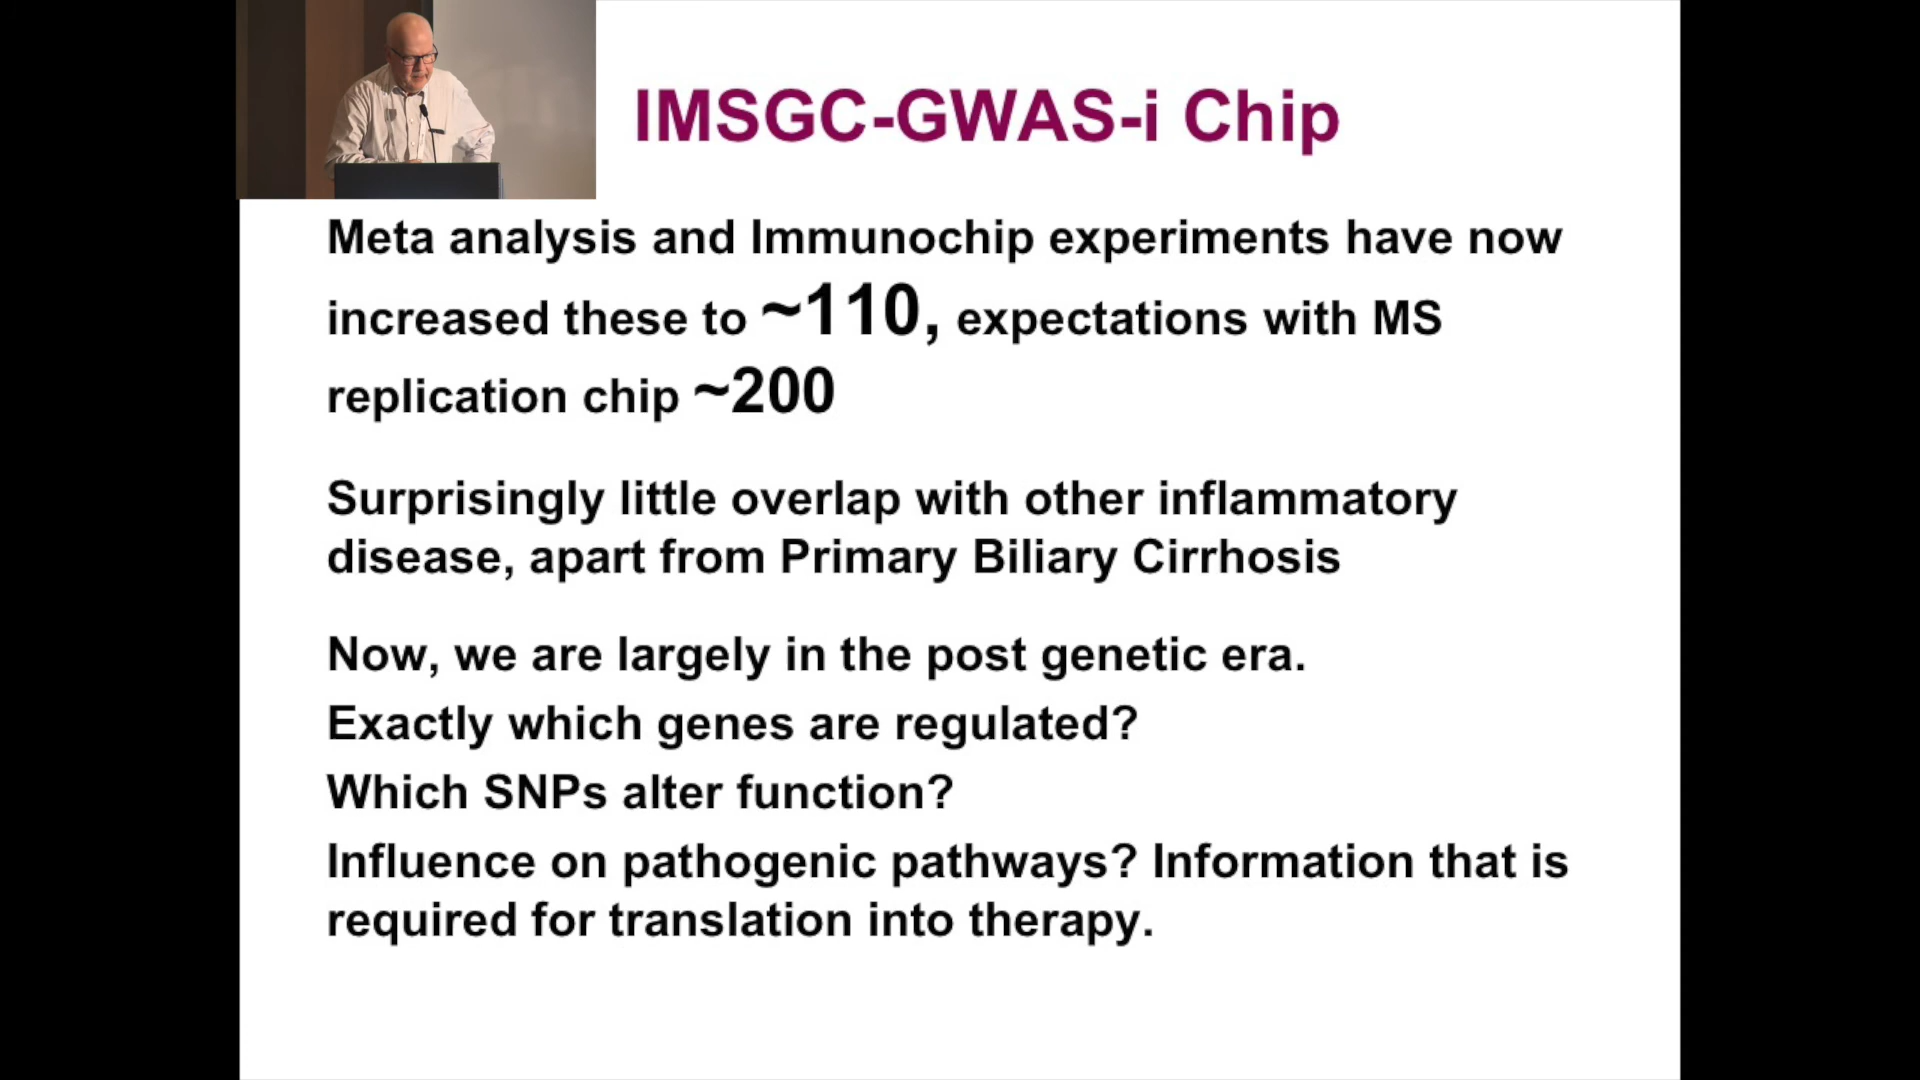 IMSGC-GWAS-i Chip
Meta analysis and Immunochip experiments have now
increased these to ~110, expectations with MS
replication chip ~200
Surprisingly little overlap with other inflammatory
disease, apart from Primary Biliary Cirrhosis
Now, we are largely in the post genetic era.
Exactly which genes are regulated?
Which SNPs alter function?
Influence on pathogenic pathways? Information that is
required for translation into therapy.